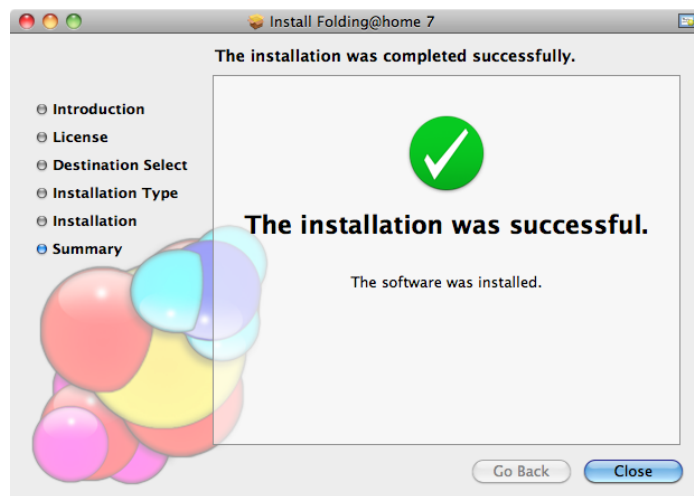 Install Folding@home 7
The installation was completed successfully.
Introduction
License
Destination Select
Installation Type
Installation
Summary
The installation was successful.
The software was installed.
Go Back
Close